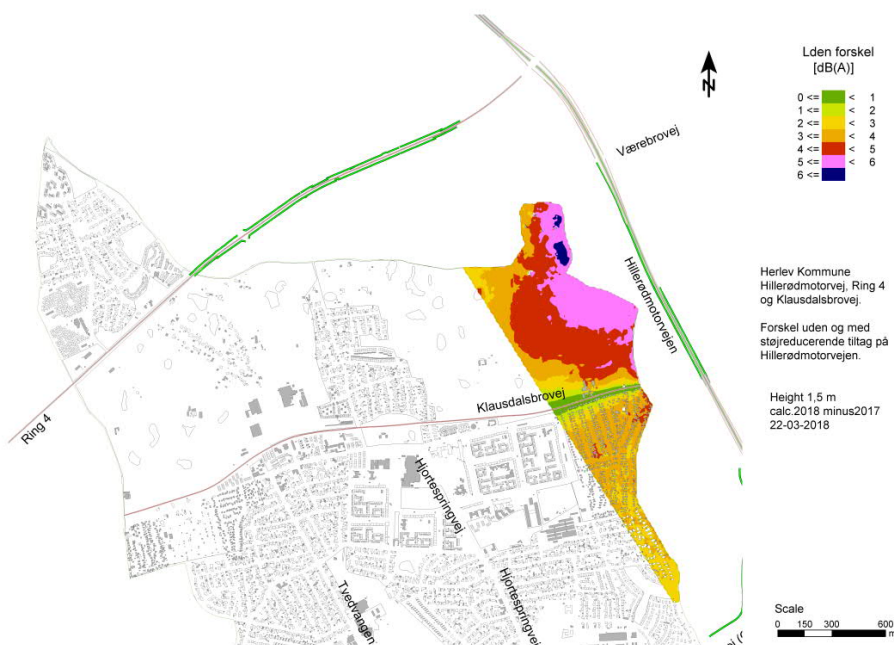 Lden forskel
[dB(A)]
0 <= < 1
1 <= < 2
2 <= < 3
3 <= < 4
4 <= < 5
5 <= < 6
6 <=
N
Værebrovej
Hillerødmotorvejen
Herlev Kommune
Hillerødmotorvej, Ring 4
og Klausdalsbrovej.
Forskel uden og med
støjreducerende tiltag på
Hillerødmotorvejen.
Height 1,5 m
calc.2018 minus2017
22-03-2018
Klausdalsbrovej
Ring 4
Hjortespringvej
Tvedvangen
Hjortespringvej
Scale
0 150 300 600
m